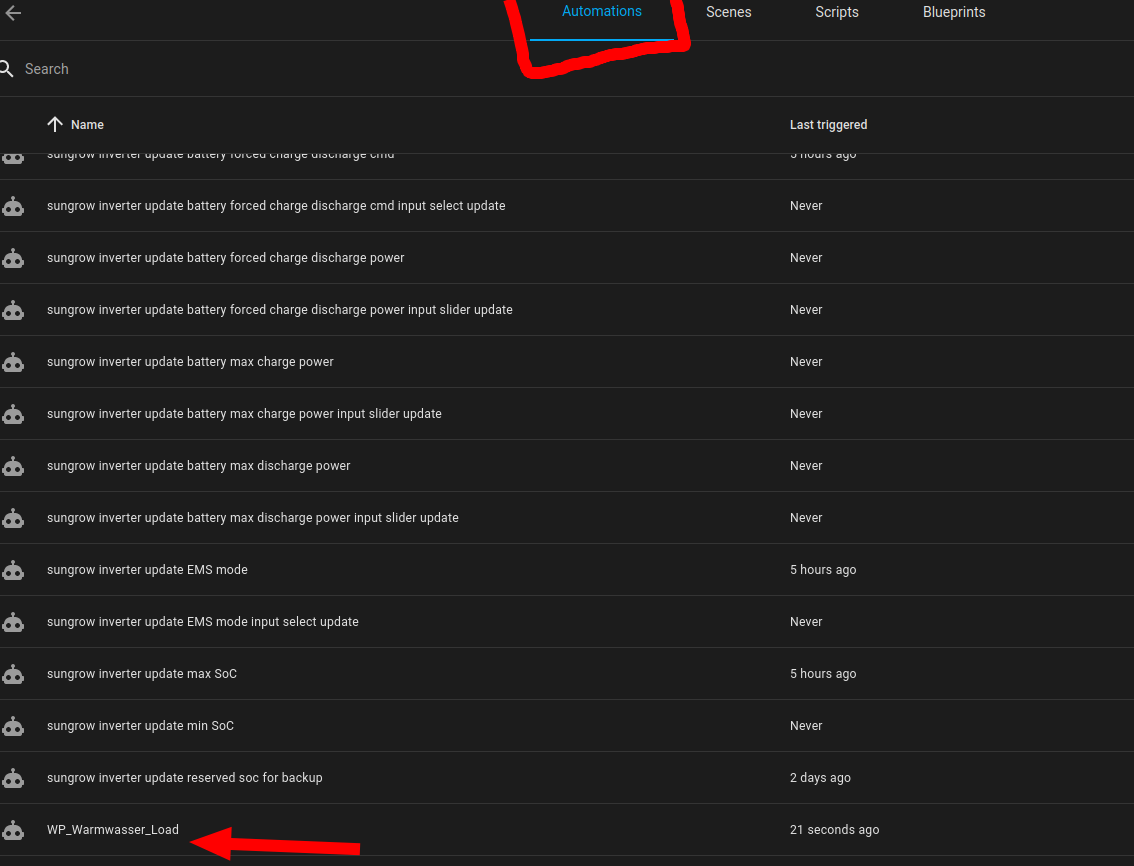 Automations Scenes Scripts Blueprints
Search
Name Last triggered
sungrow inverter update battery forced charge discharge cmd 5 hours ago
sungrow inverter update battery forced charge discharge cmd input select update Never
sungrow inverter update battery forced charge discharge power Never
sungrow inverter update battery forced charge discharge power input slider update Never
sungrow inverter update battery max charge power Never
sungrow inverter update battery max charge power input slider update Never
sungrow inverter update battery max discharge power Never
sungrow inverter update battery max discharge power input slider update Never
sungrow inverter update EMS mode 5 hours ago
sungrow inverter update EMS mode input select update Never
sungrow inverter update max SoC 5 hours ago
sungrow inverter update min SoC Never
sungrow inverter update reserved soc for backup 2 days ago
WP_Warmwasser_Load 21 seconds ago